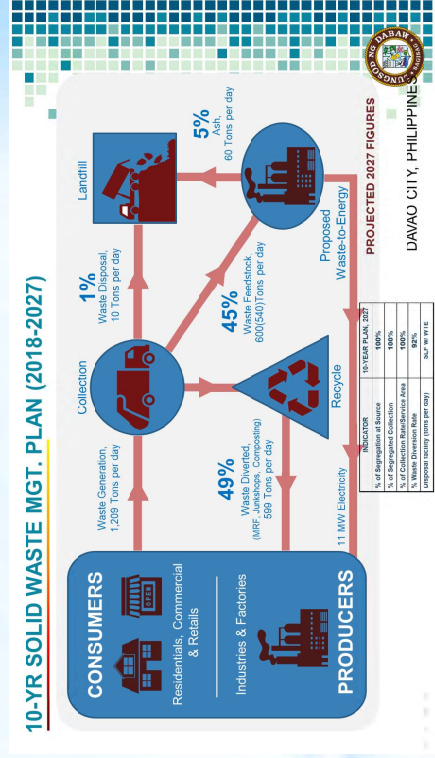 10-YR SOLID WASTE MGT. PLAN (2018-2027)
CONSUMERS
Residentials, Commercial
& Retails
OPEN
Industries & Factories
PRODUCERS
Waste Generation,
1,209 Tons per day
Collection
1%
Waste Disposal,
10 Tons per day
Landfill
49%
Waste Diverted,
(MRF, Junkshops, Composting)
599 Tons per day
45%
Waste Feedstock,
600(540)Tons per day
5%
Ash,
60 Tons per day
Recycle
Proposed
Waste-to-Energy
11 MW Electricity
PROJECTED 2027 FIGURES
INDICATOR 10-YEAR PLAN, 2027
% of Segregation at Source 100%
% of Segregated Collection 100%
% of Collection Rate/Service Area 100%
% Waste Diversion Rate 92%
Disposal facility (tons per day) SLF W/ WTE
DAVAO CITY, PHILIPPINES